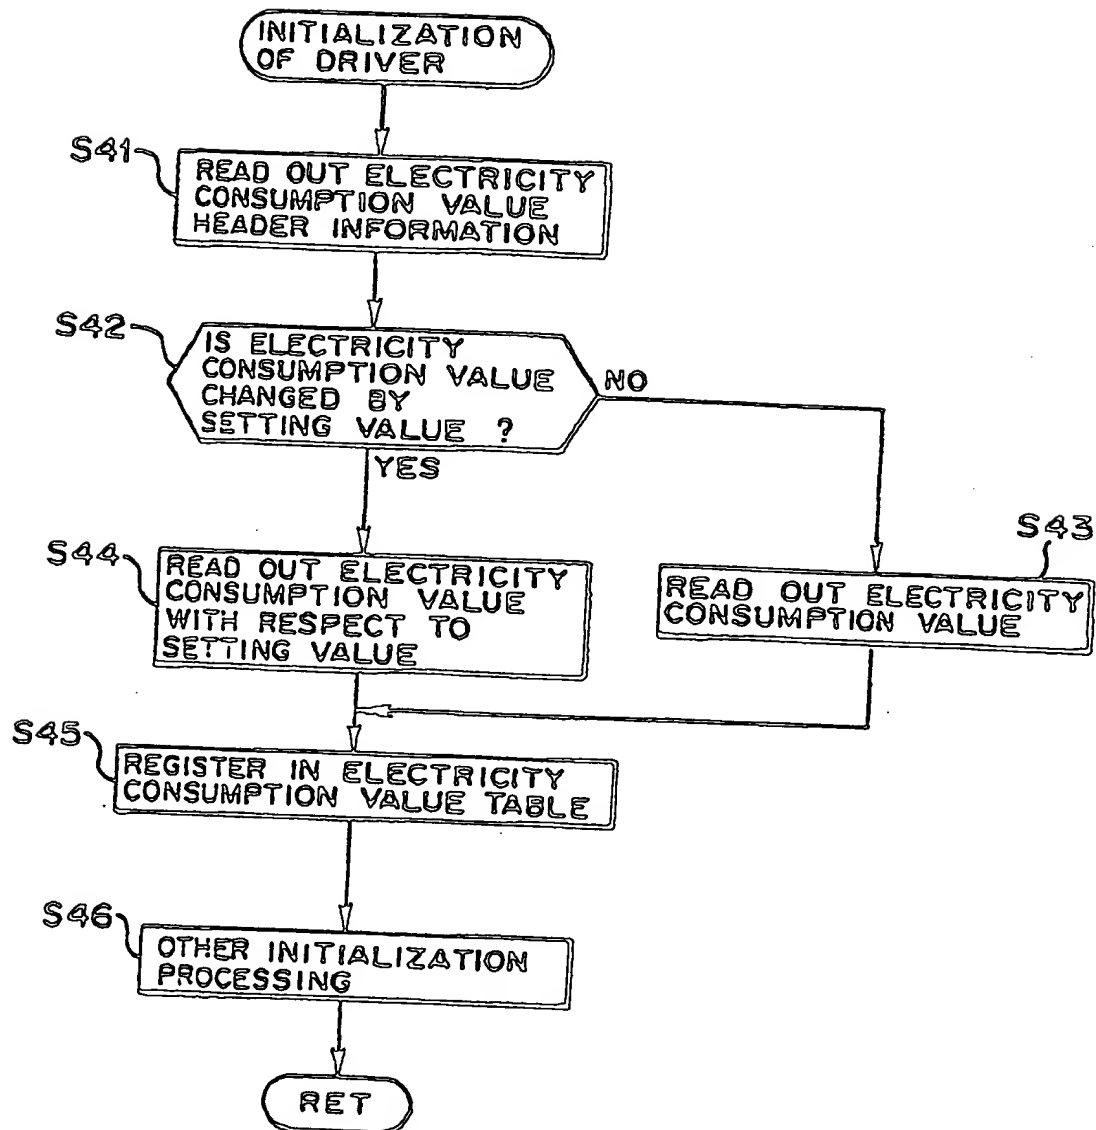 INITIALIZATION
OF DRIVER
S41
READ OUT ELECTRICITY
CONSUMPTION VALUE
HEADER INFORMATION
S42
IS ELECTRICITY
CONSUMPTION VALUE
CHANGED BY
SETTING VALUE ?
NO
YES
S44
READ OUT ELECTRICITY
CONSUMPTION VALUE
WITH RESPECT TO
SETTING VALUE
S43
READ OUT ELECTRICITY
CONSUMPTION VALUE
S45
REGISTER IN ELECTRICITY
CONSUMPTION VALUE TABLE
S46
OTHER INITIALIZATION
PROCESSING
RET